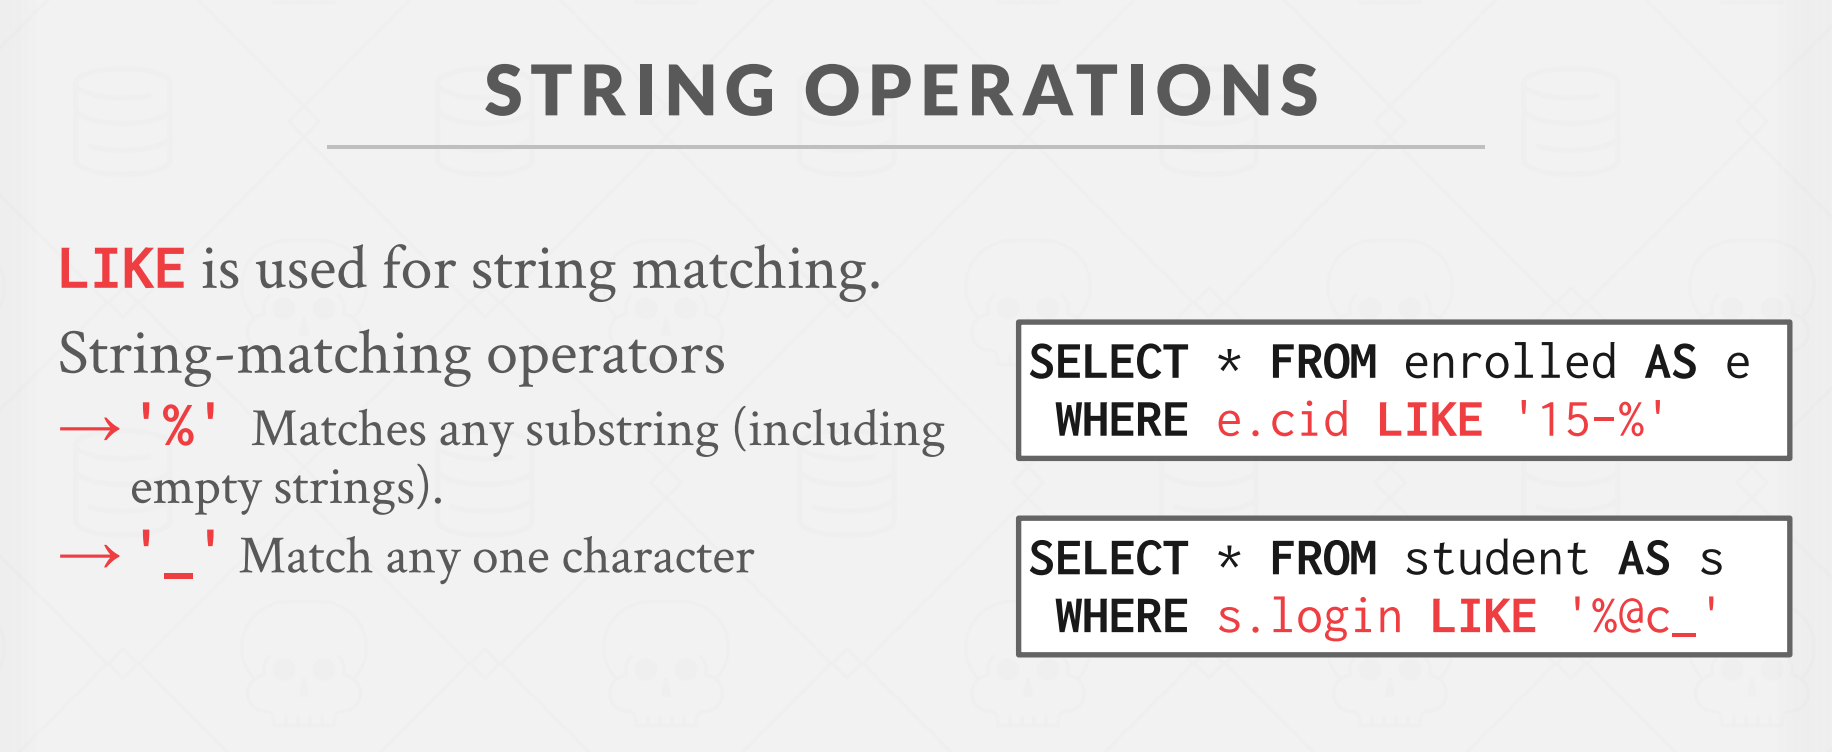 STRING OPERATIONS
LIKE is used for string matching.
String-matching operators
→'%' Matches any substring (including
empty strings).
→'_' Match any one character
SELECT * FROM enrolled AS e
WHERE e.cid LIKE '15-%'
SELECT * FROM student AS s
WHERE s.login LIKE '%@c_'